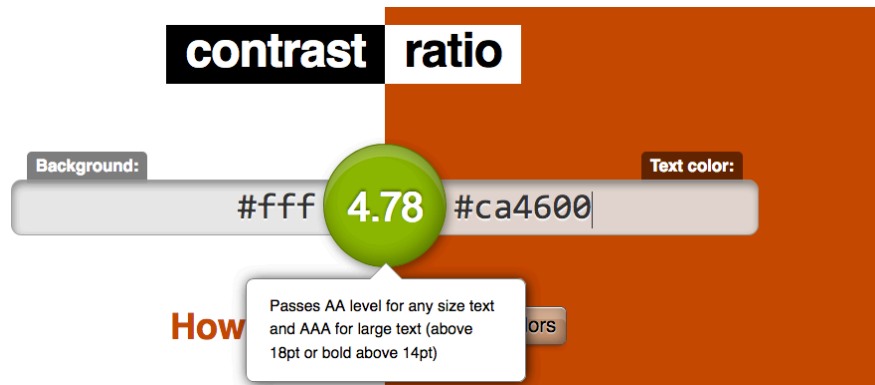 contrast ratio
Background:
Text color:
#fff 4.78 #ca4600
How
Passes AA level for any size text
and AAA for large text (above
18pt or bold above 14pt)